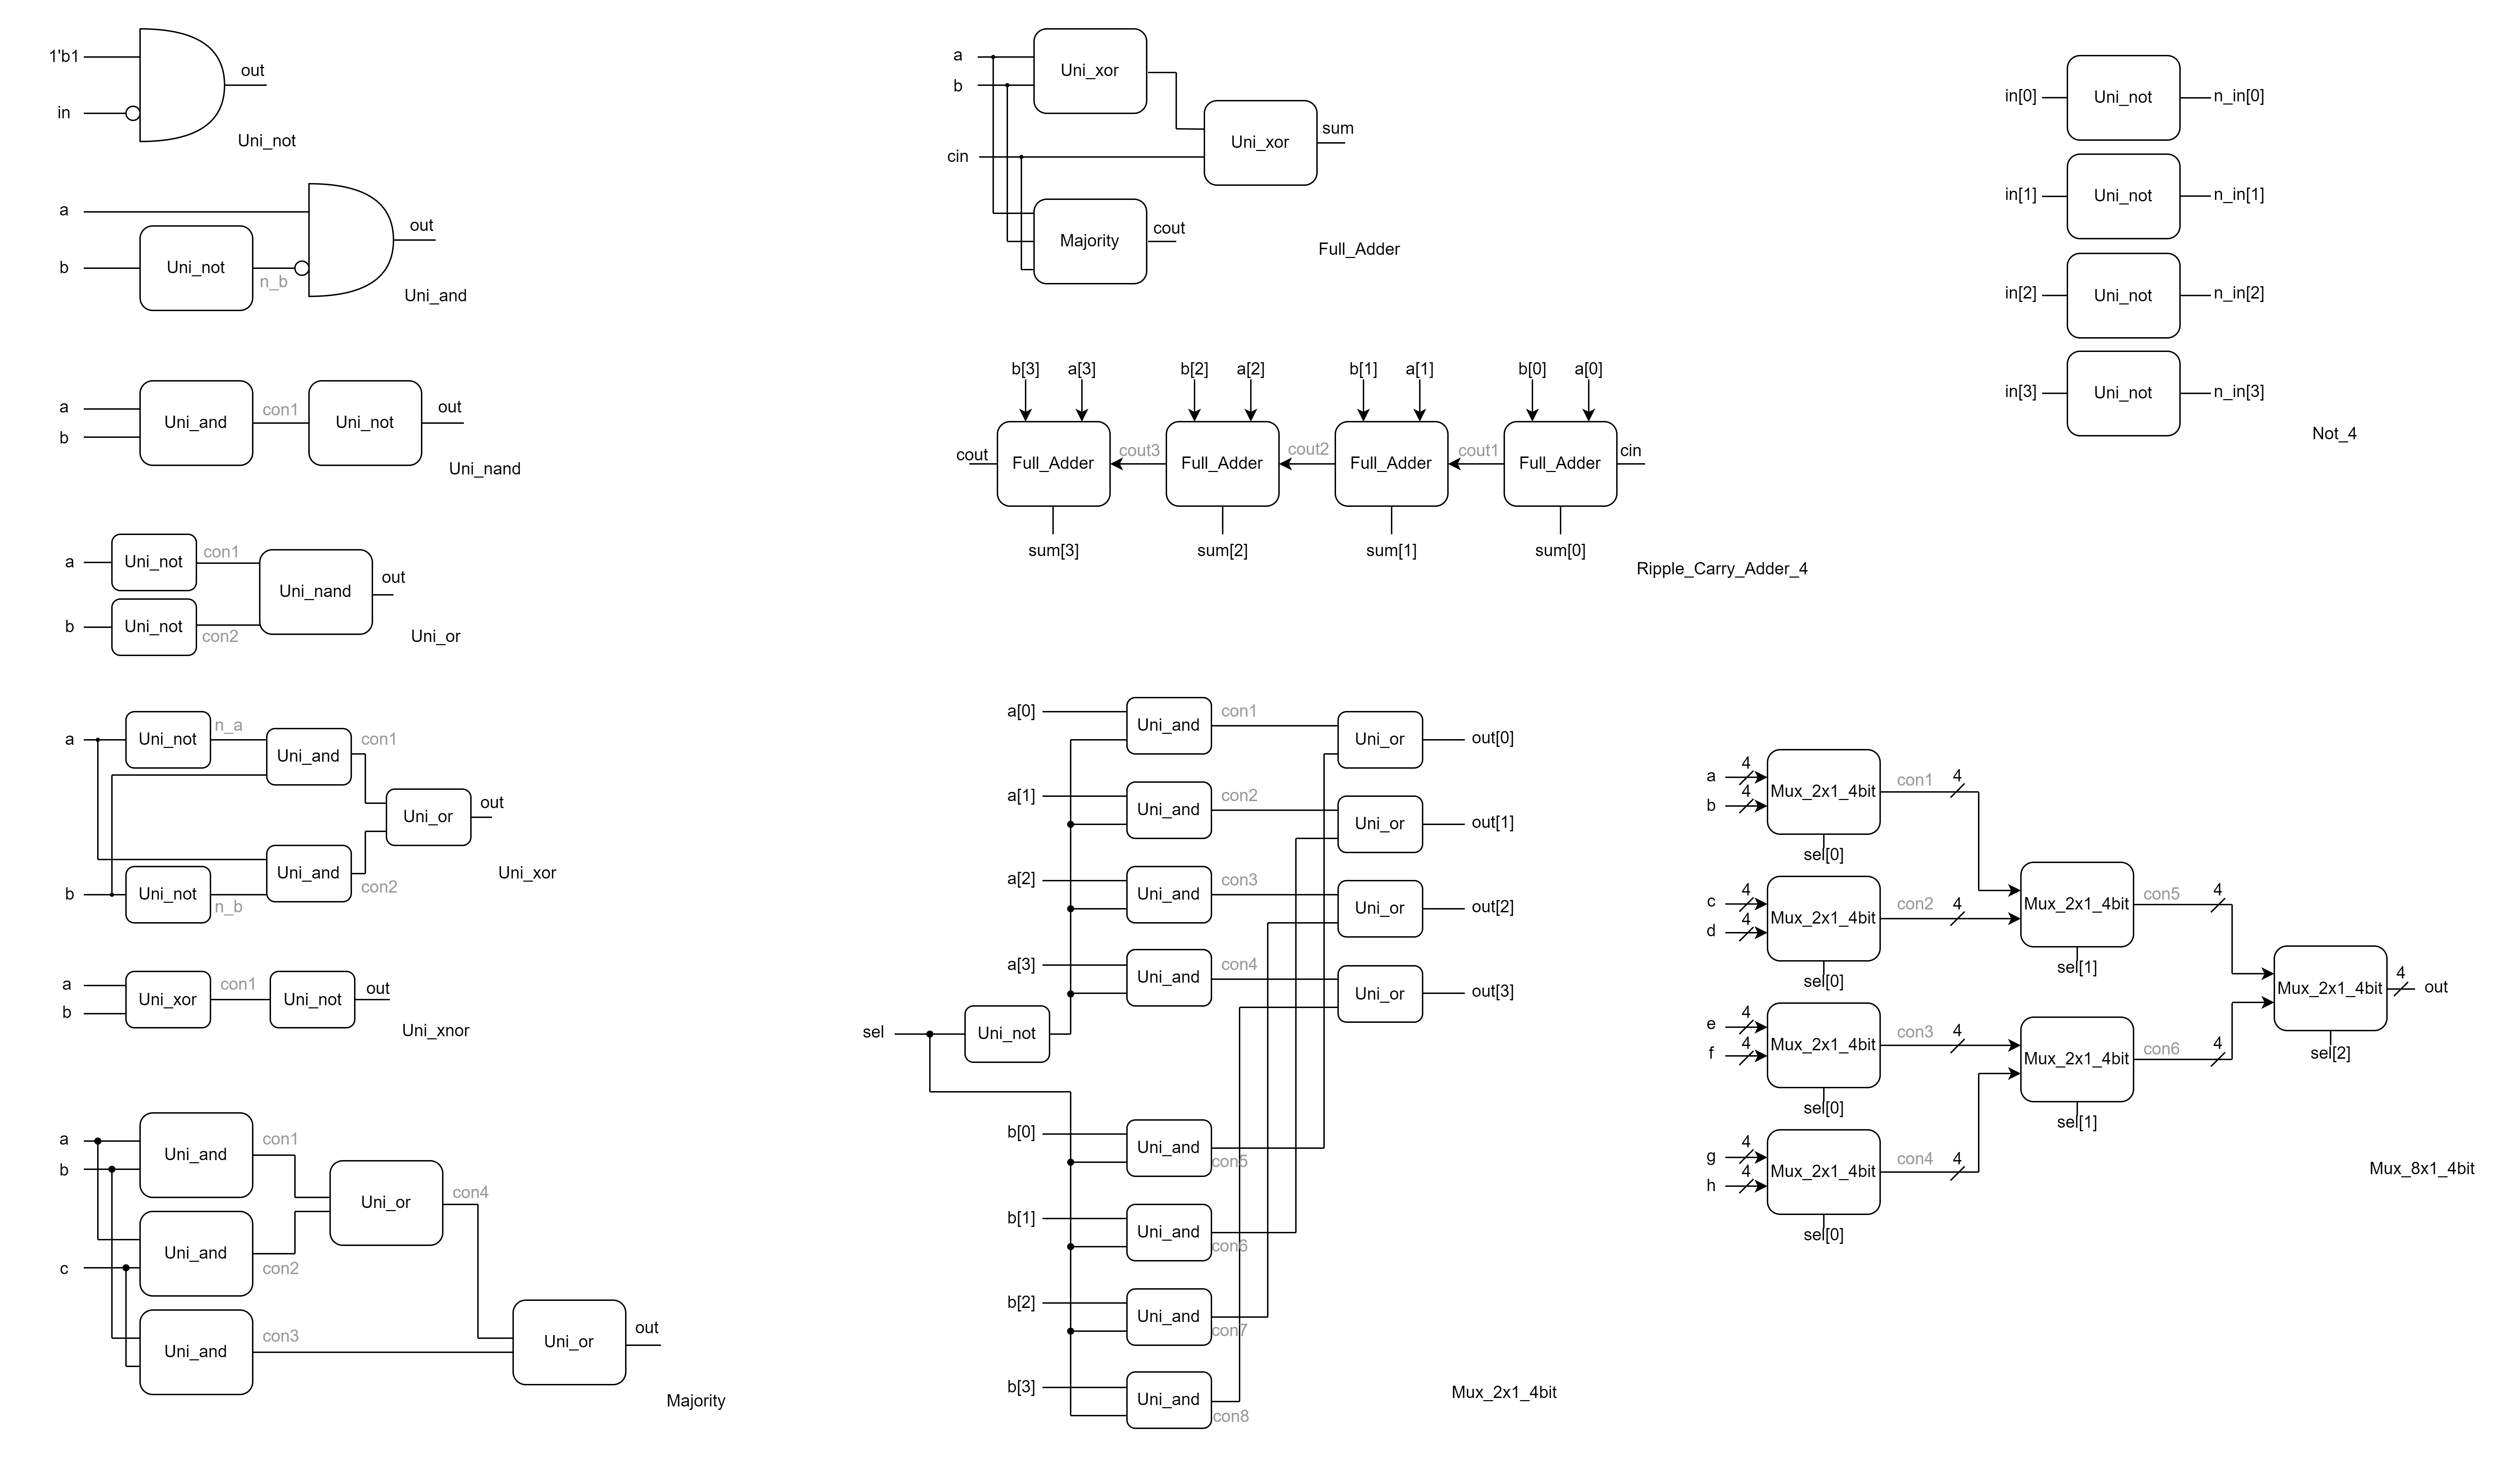 1'b1
in
out
Uni_not
a
b
Uni_not
n_b
out
Uni_and
a
b
Uni_and
con1
Uni_not
out
Uni_nand
a
b
Uni_not
con1
Uni_not
con2
Uni_nand
out
Uni_or
a
b
Uni_not
n_a
Uni_and
con1
Uni_not
n_b
Uni_and
con2
Uni_or
out
Uni_xor
a
b
Uni_xor
con1
Uni_not
out
Uni_xnor
a
b
c
Uni_and
con1
Uni_and
con2
Uni_and
con3
Uni_or
con4
Uni_or
out
Majority
a
b
cin
Uni_xor
Uni_xor
sum
Majority
cout
Full_Adder
b[3]
a[3]
b[2]
a[2]
b[1]
a[1]
b[0]
a[0]
cout
Full_Adder
cout3
Full_Adder
cout2
Full_Adder
cout1
Full_Adder
cin
sum[3]
sum[2]
sum[1]
sum[0]
Ripple_Carry_Adder_4
a[0]
Uni_and
con1
Uni_or
out[0]
a[1]
Uni_and
con2
Uni_or
out[1]
a[2]
Uni_and
con3
Uni_or
out[2]
a[3]
Uni_and
con4
Uni_or
out[3]
sel
Uni_not
b[0]
Uni_and
con5
b[1]
Uni_and
con6
b[2]
Uni_and
con7
b[3]
Uni_and
con8
Mux_2x1_4bit
in[0]
Uni_not
n_in[0]
in[1]
Uni_not
n_in[1]
in[2]
Uni_not
n_in[2]
in[3]
Uni_not
n_in[3]
Not_4
a
4
b
4
Mux_2x1_4bit
sel[0]
con1
4
c
4
d
4
Mux_2x1_4bit
sel[0]
con2
4
e
4
f
4
Mux_2x1_4bit
sel[0]
con3
4
g
4
h
4
Mux_2x1_4bit
sel[0]
con4
4
Mux_2x1_4bit
sel[1]
con5
4
Mux_2x1_4bit
sel[1]
con6
4
Mux_2x1_4bit
sel[2]
4
out
Mux_8x1_4bit